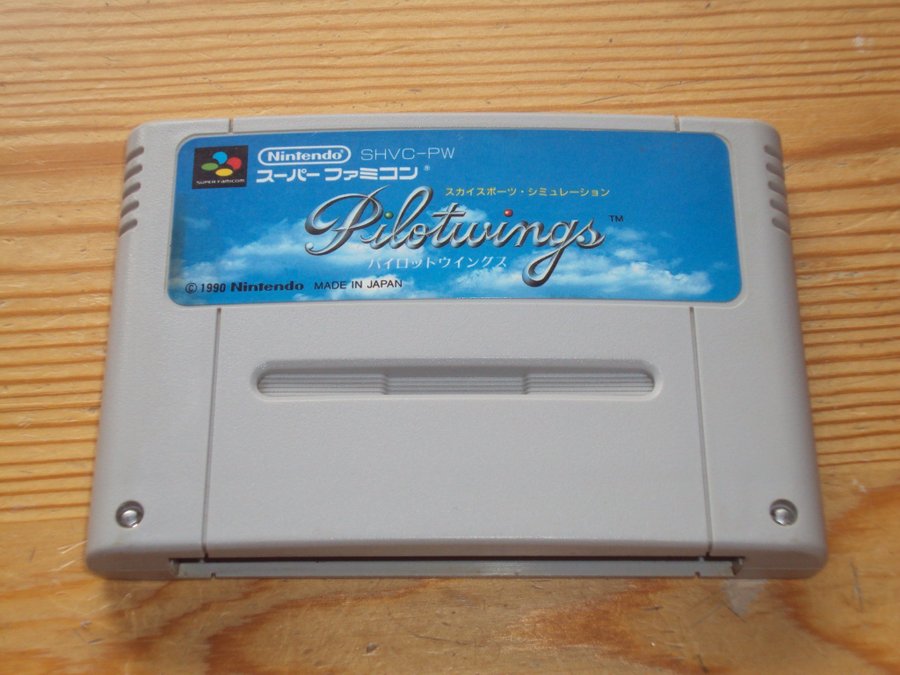 SUPER FAMICOM
Nintendo® SHVC-PW
スーパーファミコン®
スカイスポーツ・シミュレーション
Pilotwings™
パイロットウイングス
© 1990 Nintendo MADE IN JAPAN